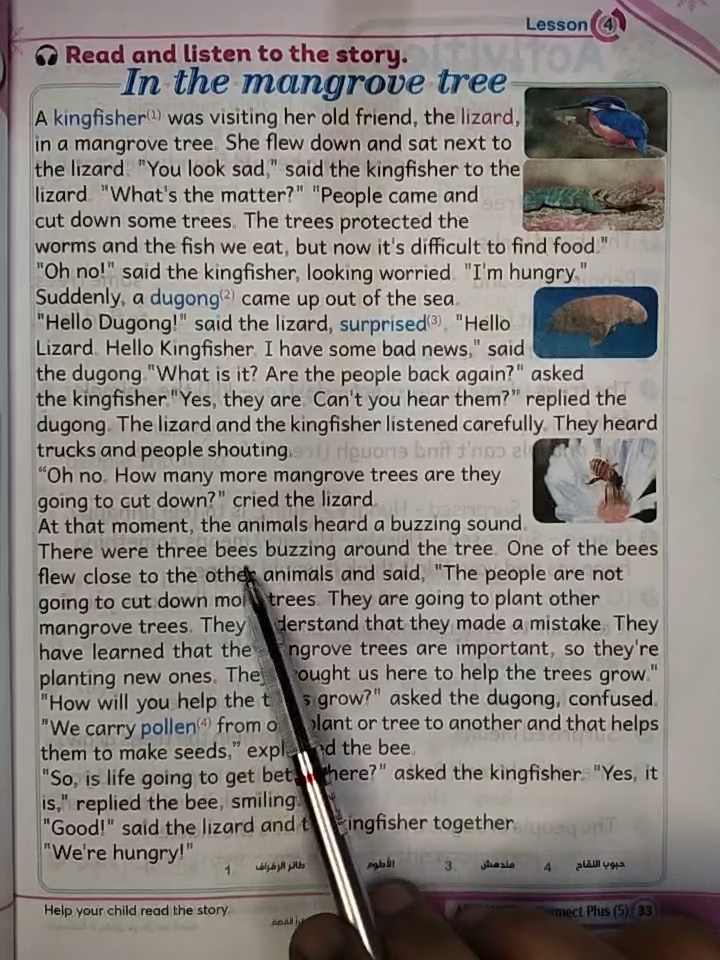 Lesson 4
Read and listen to the story.
In the mangrove tree
A kingfisher(1) was visiting her old friend, the lizard,
in a mangrove tree. She flew down and sat next to
the lizard. "You look sad," said the kingfisher to the
lizard. "What's the matter?" "People came and
cut down some trees. The trees protected the
worms and the fish we eat, but now it's difficult to find food."
"Oh no!" said the kingfisher, looking worried. "I'm hungry."
Suddenly, a dugong(2) came up out of the sea.
"Hello Dugong!" said the lizard, surprised(3). "Hello
Lizard. Hello Kingfisher. I have some bad news," said
the dugong. "What is it? Are the people back again?" asked
the kingfisher. "Yes, they are. Can't you hear them?" replied the
dugong. The lizard and the kingfisher listened carefully. They heard
trucks and people shouting.
"Oh no. How many more mangrove trees are they
going to cut down?" cried the lizard.
At that moment, the animals heard a buzzing sound.
There were three bees buzzing around the tree. One of the bees
flew close to the other animals and said, "The people are not
going to cut down mo trees. They are going to plant other
mangrove trees. They derstand that they made a mistake. They
have learned that the ngrove trees are important, so they're
planting new ones. The ought us here to help the trees grow."
"How will you help the t s grow?" asked the dugong, confused.
"We carry pollen(4) from o plant or tree to another and that helps
them to make seeds," expl d the bee.
"So, is life going to get bet here?" asked the kingfisher. "Yes, it
is," replied the bee, smiling.
"Good!" said the lizard and t ingfisher together.
"We're hungry!"
1. طائر الرفراف الأطوم 3. مندهش 4. حبوب اللقاح
Help your child read the story. nnect Plus (5) 33